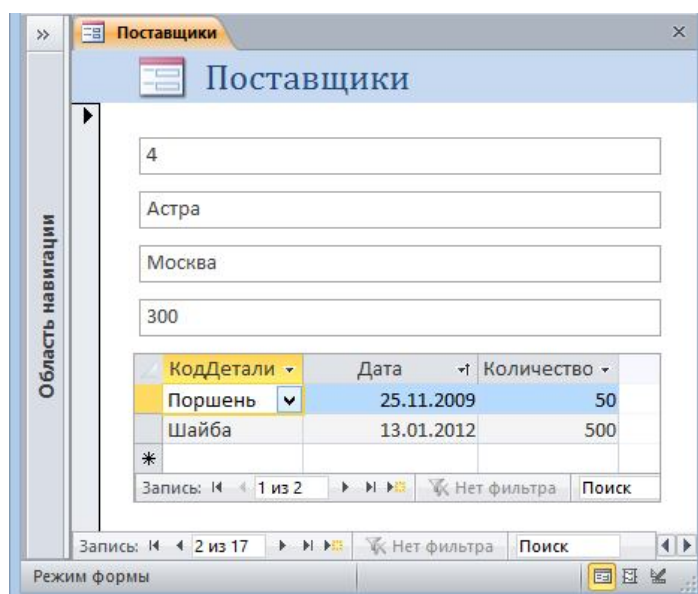 »
Поставщики
×
Поставщики
Область навигации
4
Астра
Москва
300
КодДетали Дата Количество
Поршень 25.11.2009 50
Шайба 13.01.2012 500
*
Запись: 1 из 2 Нет фильтра Поиск
Запись: 2 из 17 Нет фильтра Поиск
Режим формы